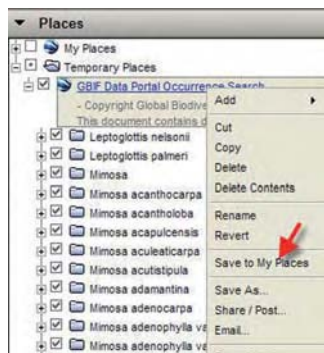 Places
My Places
Temporary Places
GBIF Data Portal Occurrence Search
- Copyright Global Biodive
This document contains d
Leptoglottis nelsonii
Leptoglottis palmeri
Mimosa
Mimosa acanthocarpa
Mimosa acantholoba
Mimosa acapulcensis
Mimosa aculeaticarpa
Mimosa acutistipula
Mimosa adamantina
Mimosa adenocarpa
Mimosa adenophylla va
Mimosa adenophylla va
Add
Cut
Copy
Delete
Delete Contents
Rename
Revert
Save to My Places
Save As...
Share / Post...
Email...